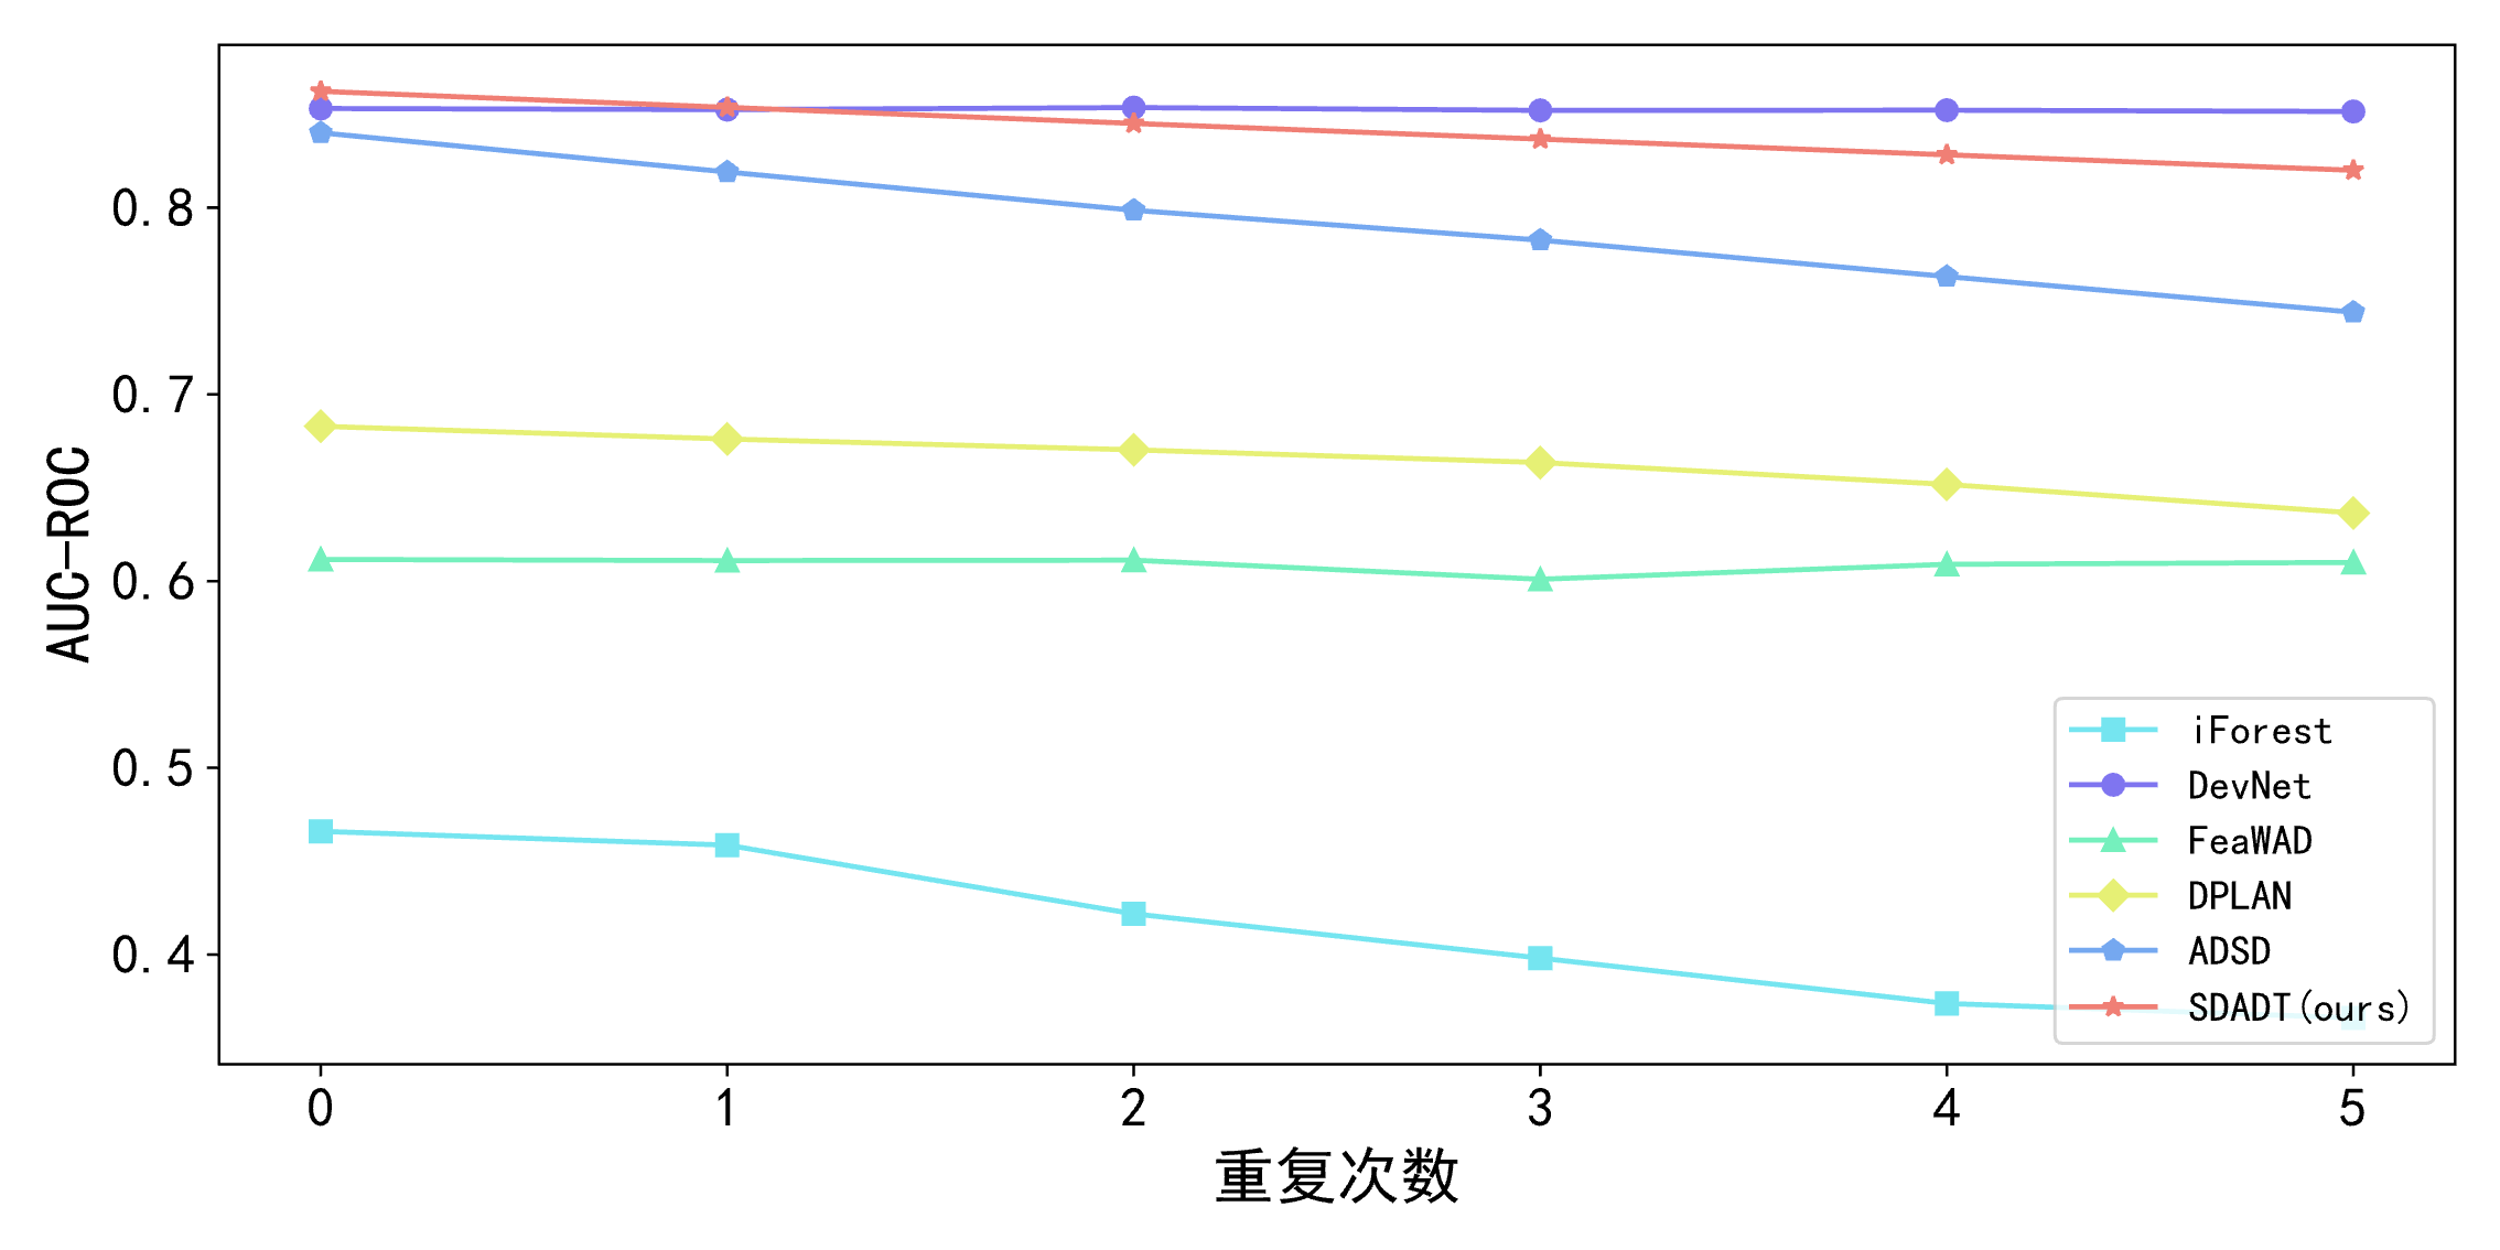 AUC-ROC
0.8
0.7
0.6
0.5
0.4
0 1 2 3 4 5
重复次数
iForest
DevNet
FeaWAD
DPLAN
ADSD
SDADT(ours)